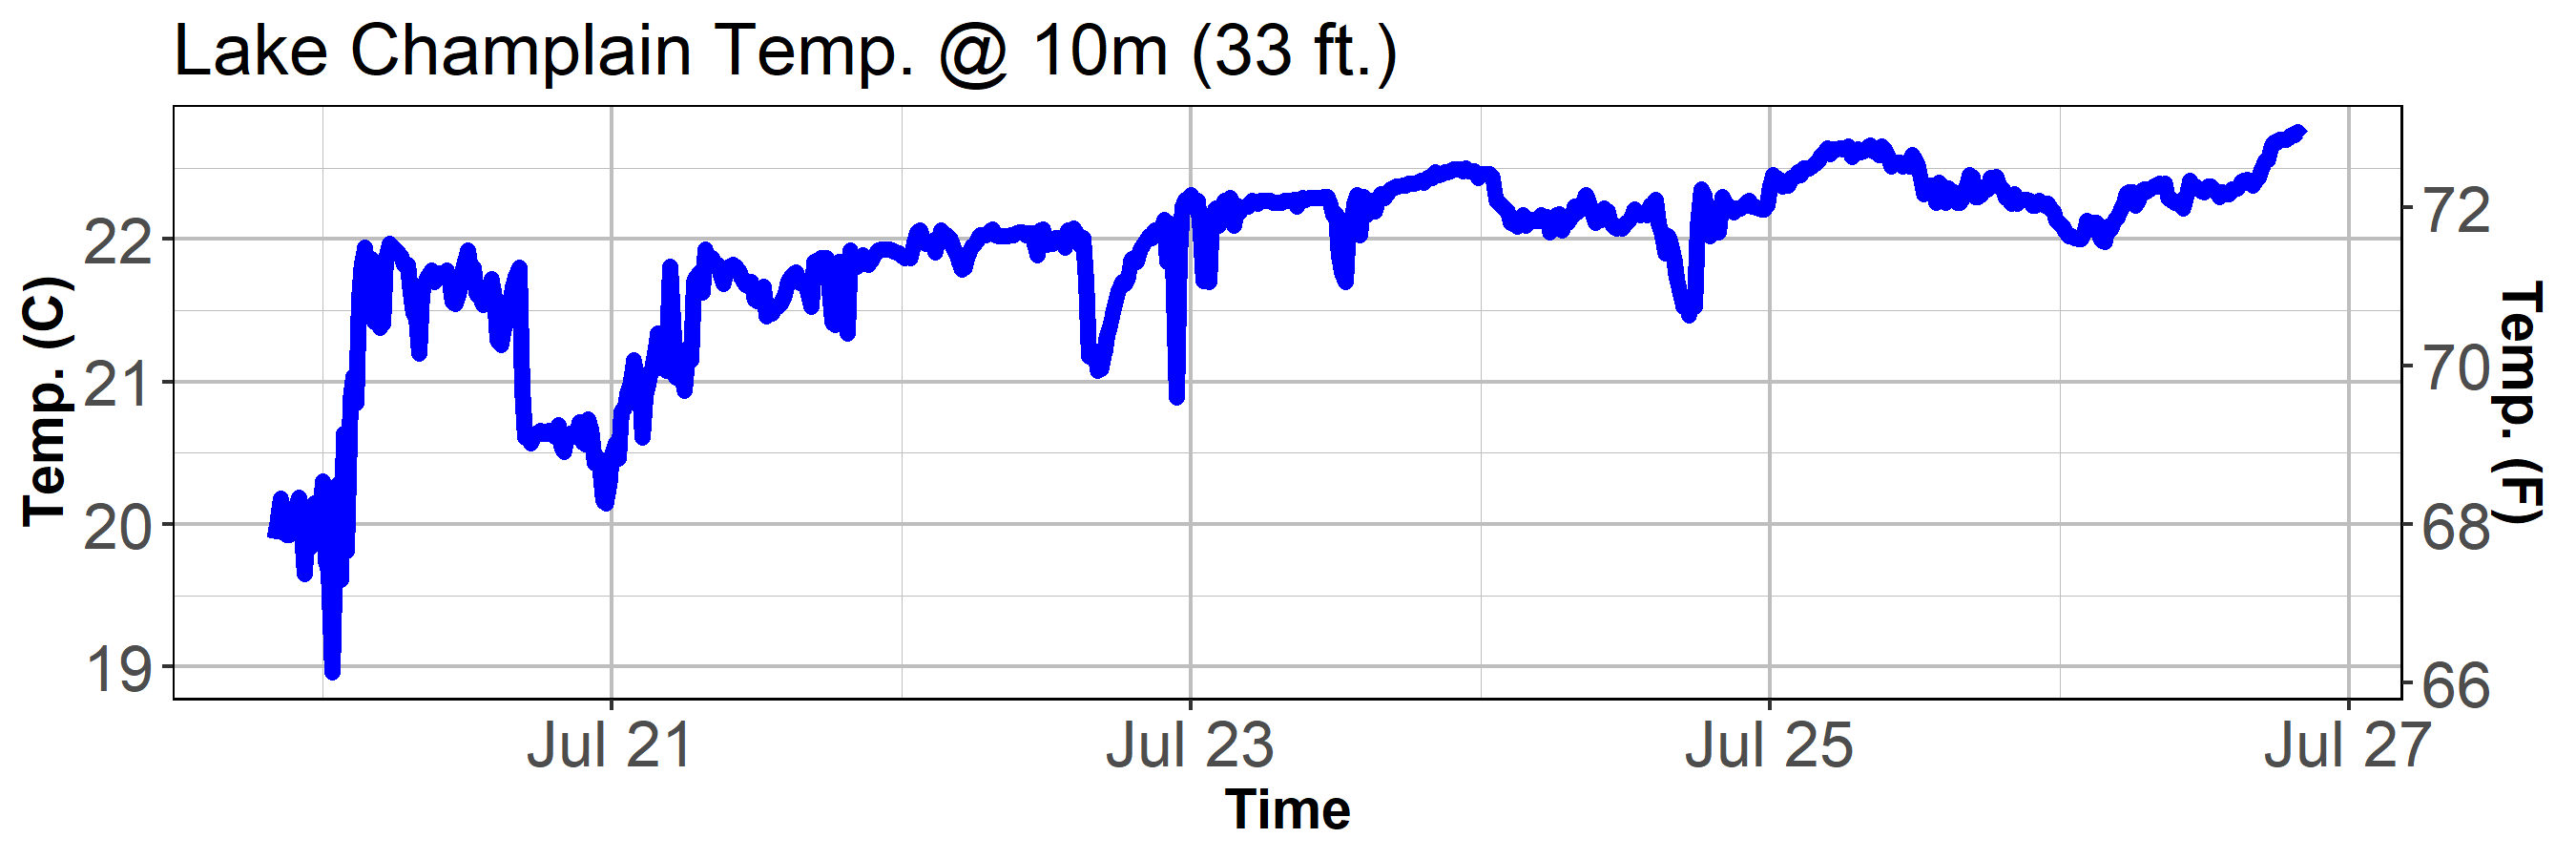 Lake Champlain Temp. @ 10m (33 ft.)
Temp. (C)
22
21
20
19
72
70
68
66
Temp. (F)
Jul 21 Jul 23 Jul 25 Jul 27
Time